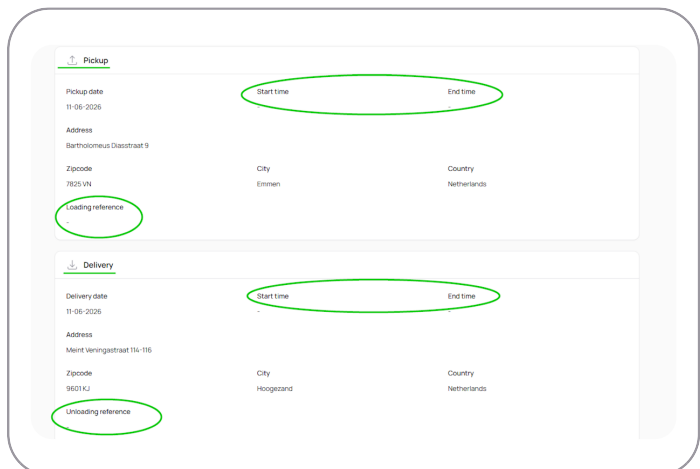 Pickup
Pickup date Start time End time
11-06-2026 - -
Address
Bartholomeus Diasstraat 9
Zipcode City Country
7825 VN Emmen Netherlands
Loading reference
-
Delivery
Delivery date Start time End time
11-06-2026 - -
Address
Meint Veningastraat 114-116
Zipcode City Country
9601 KJ Hoogezand Netherlands
Unloading reference
-